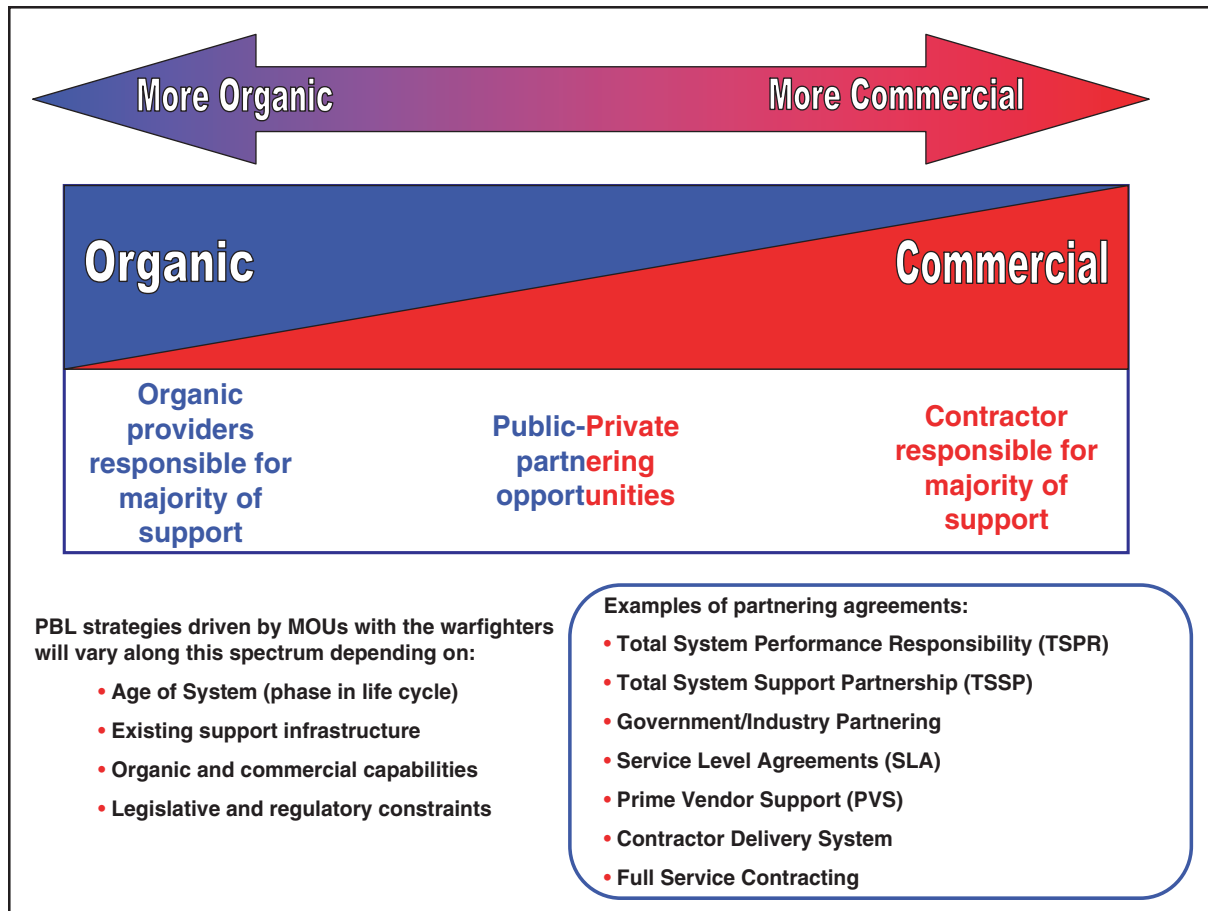 More Organic
More Commercial
Organic
Commercial
Organic
providers
responsible for
majority of
support
Public-Private
partnering
opportunities
Contractor
responsible for
majority of
support
PBL strategies driven by MOUs with the warfighters
will vary along this spectrum depending on:
• Age of System (phase in life cycle)
• Existing support infrastructure
• Organic and commercial capabilities
• Legislative and regulatory constraints
Examples of partnering agreements:
• Total System Performance Responsibility (TSPR)
• Total System Support Partnership (TSSP)
• Government/Industry Partnering
• Service Level Agreements (SLA)
• Prime Vendor Support (PVS)
• Contractor Delivery System
• Full Service Contracting